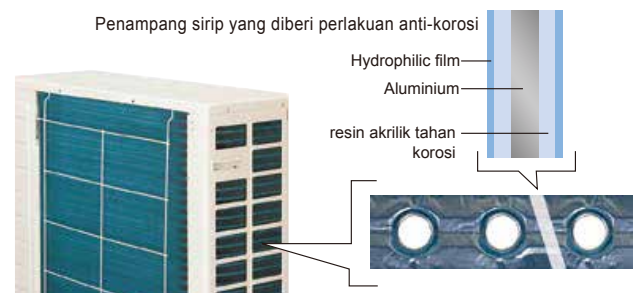 Penampang sirip yang diberi perlakuan anti-korosi
Hydrophilic film
Aluminium
resin akrilik tahan
korosi